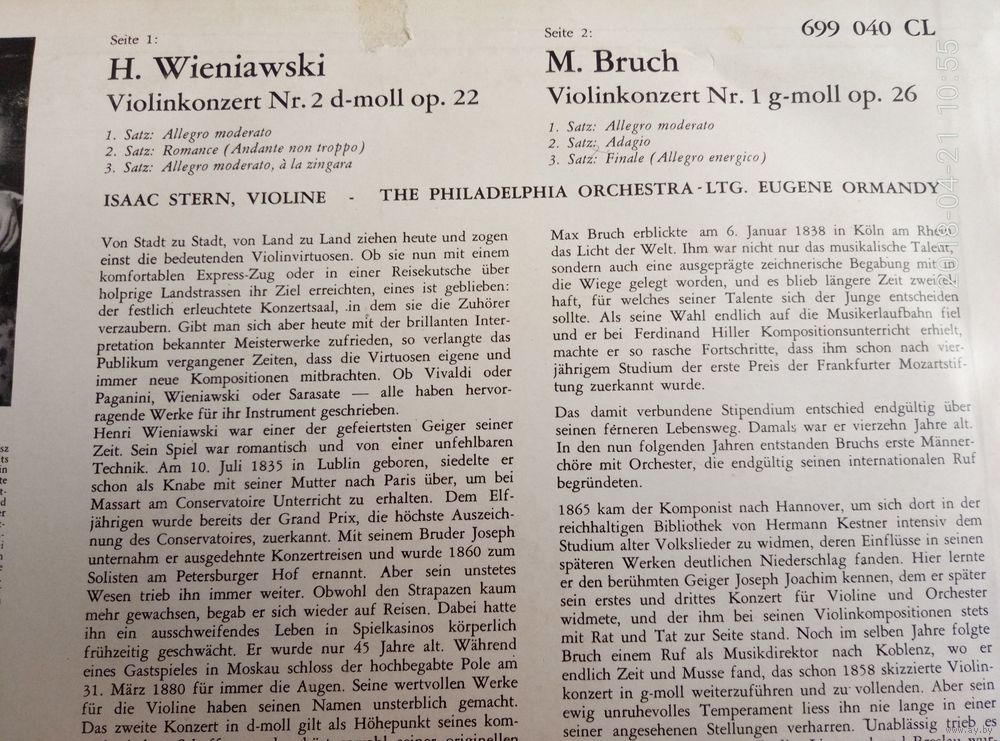 699 040 CL
Seite 1:
H. Wieniawski
Violinkonzert Nr. 2 d-moll op. 22
1. Satz: Allegro moderato
2. Satz: Romance (Andante non troppo)
3. Satz: Allegro moderato, à la zingara
Seite 2:
M. Bruch
Violinkonzert Nr. 1 g-moll op. 26
1. Satz: Allegro moderato
2. Satz: Adagio
3. Satz: Finale (Allegro energico)
ISAAC STERN, VIOLINE - THE PHILADELPHIA ORCHESTRA - LTG. EUGENE ORMANDY
Von Stadt zu Stadt, von Land zu Land ziehen heute und zogen
einst die bedeutenden Violinvirtuosen. Ob sie nun mit einem
komfortablen Express-Zug oder in einer Reisekutsche über
holprige Landstrassen ihr Ziel erreichten, eines ist geblieben:
der festlich erleuchtete Konzertsaal, in dem sie die Zuhörer
verzaubern. Gibt man sich aber heute mit der brillanten Inter-
pretation bekannter Meisterwerke zufrieden, so verlangte das
Publikum vergangener Zeiten, dass die Virtuosen eigene und
immer neue Kompositionen mitbrachten. Ob Vivaldi oder
Paganini, Wieniawski oder Sarasate — alle haben hervor-
ragende Werke für ihr Instrument geschrieben.
Henri Wieniawski war einer der gefeiertsten Geiger seiner
Zeit. Sein Spiel war romantisch und von einer unfehlbaren
Technik. Am 10. Juli 1835 in Lublin geboren, siedelte er
schon als Knabe mit seiner Mutter nach Paris über, um bei
Massart am Conservatoire Unterricht zu erhalten. Dem Elf-
jährigen wurde bereits der Grand Prix, die höchste Auszeich-
nung des Conservatoires, zuerkannt. Mit seinem Bruder Joseph
unternahm er ausgedehnte Konzertreisen und wurde 1860 zum
Solisten am Petersburger Hof ernannt. Aber sein unstetes
Wesen trieb ihn immer weiter. Obwohl den Strapazen kaum
mehr gewachsen, begab er sich wieder auf Reisen. Dabei hatte
ihn ein ausschweifendes Leben in Spielkasinos körperlich
frühzeitig geschwächt. Er wurde nur 45 Jahre alt. Während
eines Gastspieles in Moskau schloss der hochbegabte Pole am
31. März 1880 für immer die Augen. Seine wertvollen Werke
für die Violine haben seinen Namen unsterblich gemacht.
Das zweite Konzert in d-moll gilt als Höhepunkt seines kom-
Max Bruch erblickte am 6. Januar 1838 in Köln am Rhein
das Licht der Welt. Ihm war nicht nur das musikalische Talent,
sondern auch eine ausgeprägte zeichnerische Begabung mit in
die Wiege gelegt worden, und es blieb längere Zeit zweifel-
haft, für welches seiner Talente sich der Junge entscheiden
sollte. Als seine Wahl endlich auf die Musikerlaufbahn fiel
und er bei Ferdinand Hiller Kompositionsunterricht erhielt,
machte er so rasche Fortschritte, dass ihm schon nach vier-
jährigem Studium der erste Preis der Frankfurter Mozartstif-
tung zuerkannt wurde.
Das damit verbundene Stipendium entschied endgültig über
seinen férneren Lebensweg. Damals war er vierzehn Jahre alt.
In den nun folgenden Jahren entstanden Bruchs erste Männer-
chöre mit Orchester, die endgültig seinen internationalen Ruf
begründeten.
1865 kam der Komponist nach Hannover, um sich dort in der
reichhaltigen Bibliothek von Hermann Kestner intensiv dem
Studium alter Volkslieder zu widmen, deren Einflüsse in seinen
späteren Werken deutlichen Niederschlag fanden. Hier lernte
er den berühmten Geiger Joseph Joachim kennen, dem er später
sein erstes und drittes Konzert für Violine und Orchester
widmete, und der ihm bei seinen Violinkompositionen stets
mit Rat und Tat zur Seite stand. Noch im selben Jahre folgte
Bruch einem Ruf als Musikdirektor nach Koblenz, wo er
endlich Zeit und Musse fand, das schon 1858 skizzierte Violin-
konzert in g-moll weiterzuführen und zu vollenden. Aber sein
ewig unruhevolles Temperament liess ihn nie lange in einer
seiner angesehenen Stellungen verharren. Unablässig trieb es
2018-04-21 10:55
www.ay.by